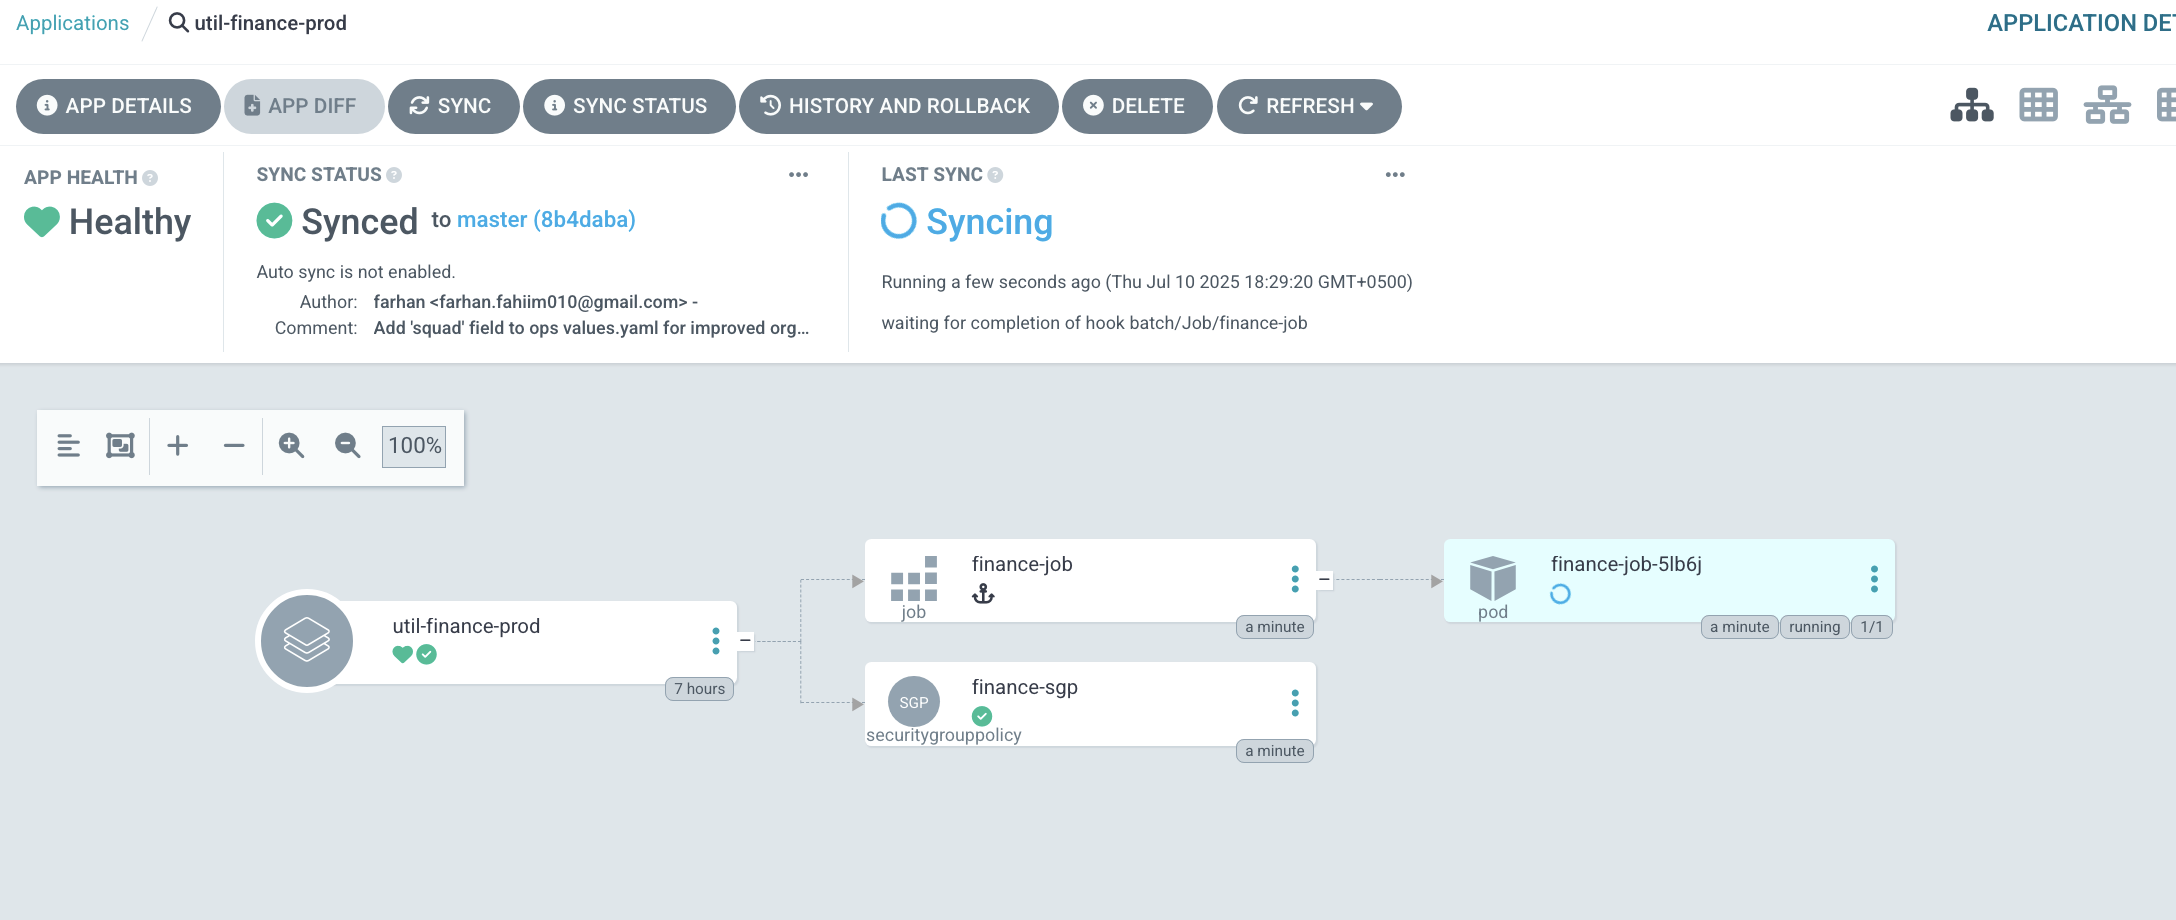 Applications / util-finance-prod
APPLICATION DET
APP DETAILS
APP DIFF
SYNC
SYNC STATUS
HISTORY AND ROLLBACK
DELETE
REFRESH
APP HEALTH
Healthy
SYNC STATUS
Synced to master (8b4daba)
Auto sync is not enabled.
Author: farhan <farhan.fahiim010@gmail.com> -
Comment: Add 'squad' field to ops values.yaml for improved org...
LAST SYNC
Syncing
Running a few seconds ago (Thu Jul 10 2025 18:29:20 GMT+0500)
waiting for completion of hook batch/Job/finance-job
100%
util-finance-prod
7 hours
finance-job
job
a minute
finance-job-5lb6j
pod
a minute
running
1/1
SGP
finance-sgp
securitygrouppolicy
a minute